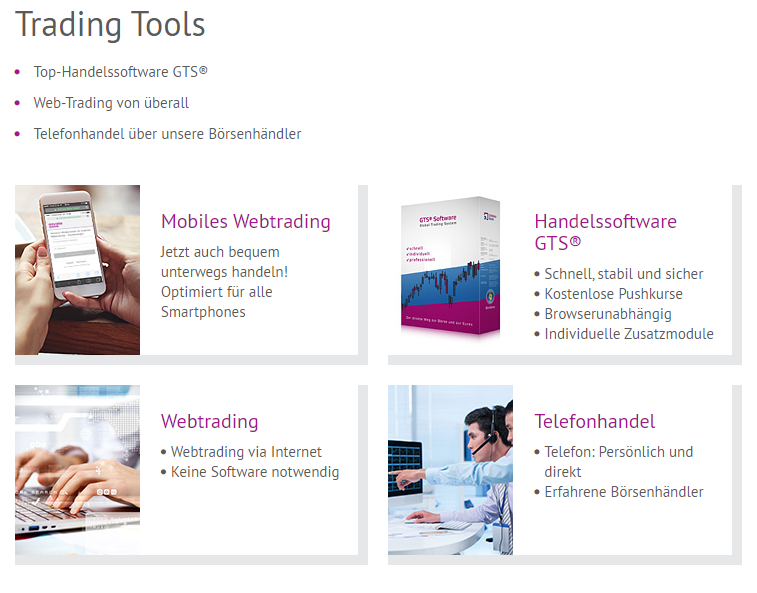 Trading Tools
Top-Handelssoftware GTS®
Web-Trading von überall
Telefonhandel über unsere Börsenhändler
Mobiles Webtrading
Jetzt auch bequem
unterwegs handeln!
Optimiert für alle
Smartphones
GTS® Software
Global Trading System
schnell
individuell
professionell
Der direkte Weg zur Börse und zur Eurex
Handelssoftware
GTS®
• Schnell, stabil und sicher
• Kostenlose Pushkurse
• Browserunabhängig
• Individuelle Zusatzmodule
Webtrading
• Webtrading via Internet
• Keine Software notwendig
Telefonhandel
• Telefon: Persönlich und
direkt
• Erfahrene Börsenhändler